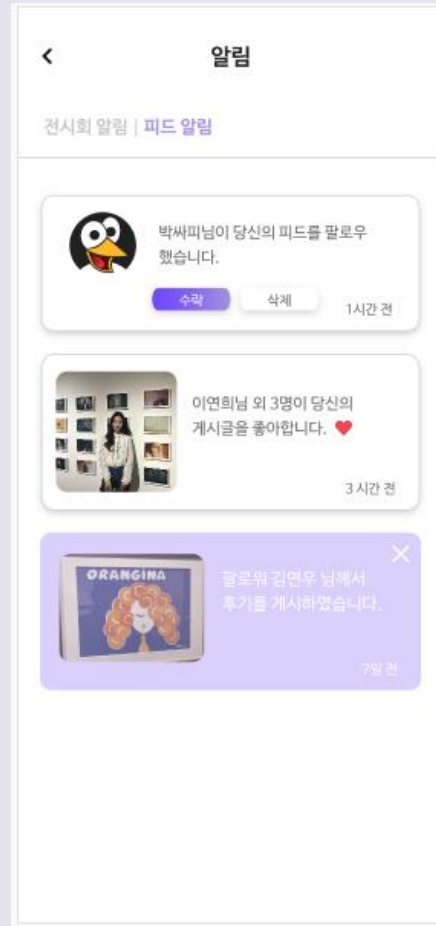 알림
전시회 알림 | 피드 알림
박싸피님이 당신의 피드를 팔로우
했습니다.
수락
삭제
1시간 전
이연희님 외 3명이 당신의
게시글을 좋아합니다.
3시간 전
ORANGINA
팔로워 김연우 님께서
후기를 게시하였습니다.
7일 전